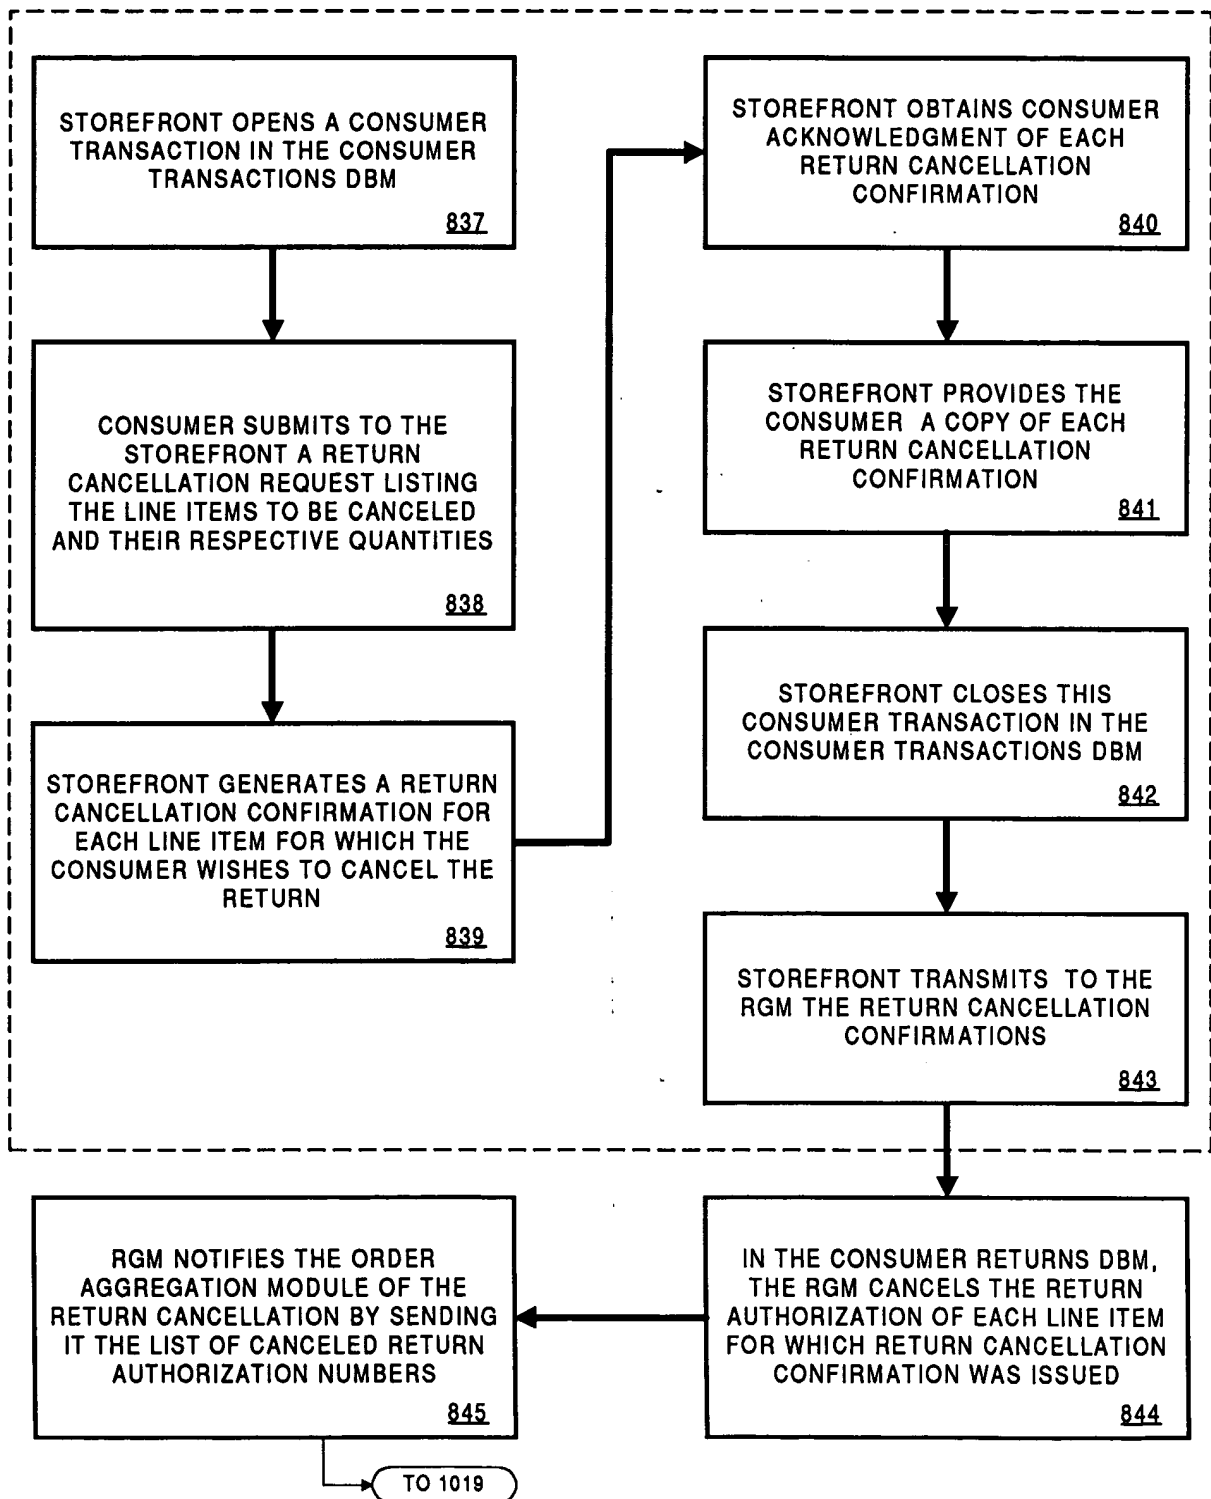 STOREFRONT OPENS A CONSUMER
TRANSACTION IN THE CONSUMER
TRANSACTIONS DBM
837
CONSUMER SUBMITS TO THE
STOREFRONT A RETURN
CANCELLATION REQUEST LISTING
THE LINE ITEMS TO BE CANCELED
AND THEIR RESPECTIVE QUANTITIES
838
STOREFRONT GENERATES A RETURN
CANCELLATION CONFIRMATION FOR
EACH LINE ITEM FOR WHICH THE
CONSUMER WISHES TO CANCEL THE
RETURN
839
STOREFRONT OBTAINS CONSUMER
ACKNOWLEDGMENT OF EACH
RETURN CANCELLATION
CONFIRMATION
840
STOREFRONT PROVIDES THE
CONSUMER A COPY OF EACH
RETURN CANCELLATION
CONFIRMATION
841
STOREFRONT CLOSES THIS
CONSUMER TRANSACTION IN THE
CONSUMER TRANSACTIONS DBM
842
STOREFRONT TRANSMITS TO THE
RGM THE RETURN CANCELLATION
CONFIRMATIONS
843
IN THE CONSUMER RETURNS DBM,
THE RGM CANCELS THE RETURN
AUTHORIZATION OF EACH LINE ITEM
FOR WHICH RETURN CANCELLATION
CONFIRMATION WAS ISSUED
844
RGM NOTIFIES THE ORDER
AGGREGATION MODULE OF THE
RETURN CANCELLATION BY SENDING
IT THE LIST OF CANCELED RETURN
AUTHORIZATION NUMBERS
845
TO 1019